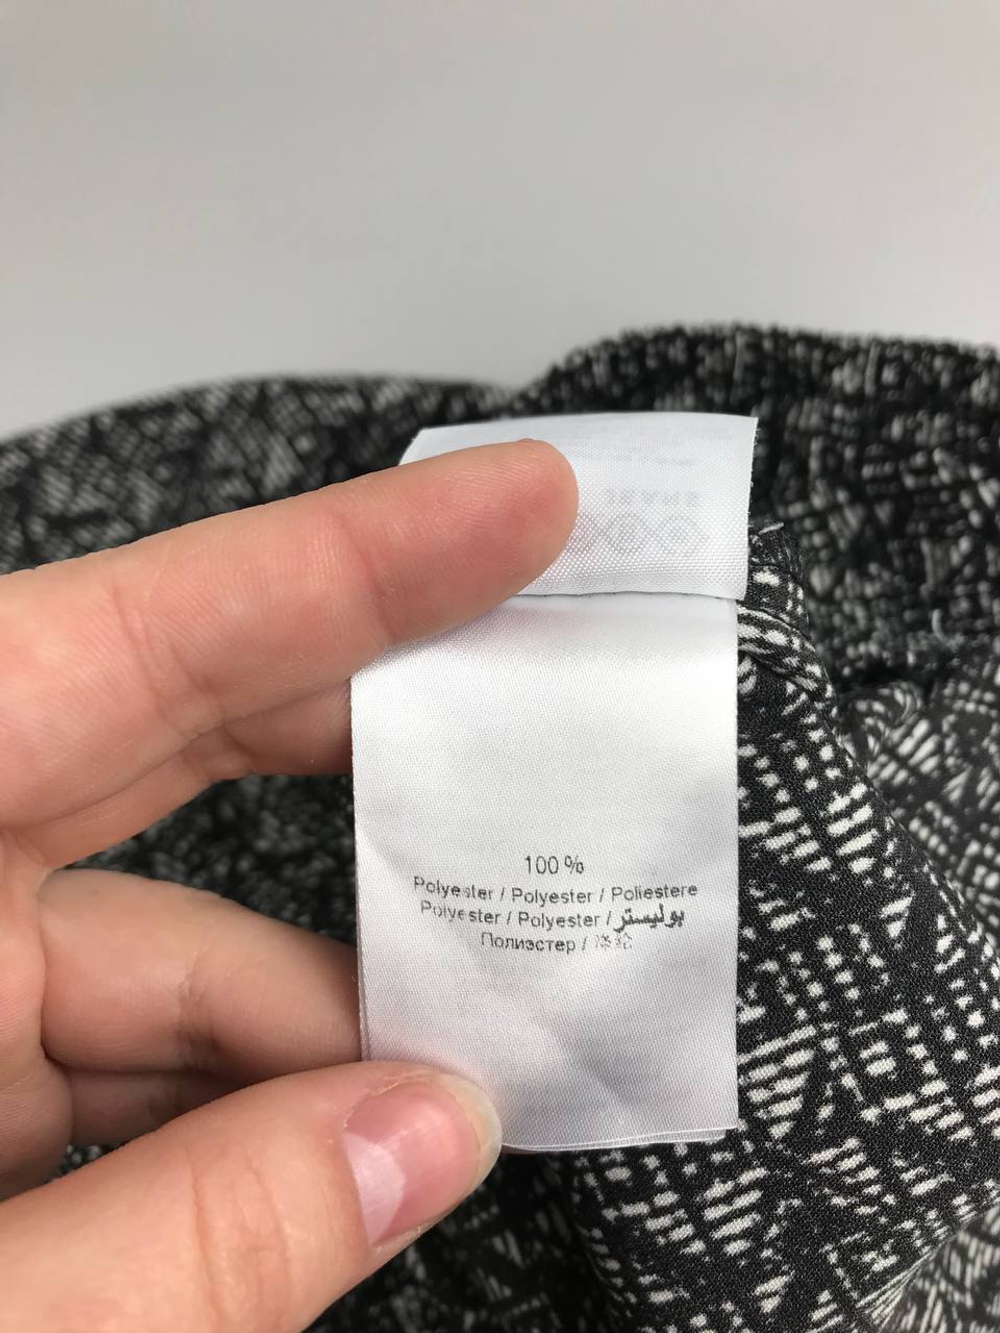 100 %
Polyester / Polyester / Poliestere
Polyester / Polyester / بوليستر
Полиэстер / 涤纶